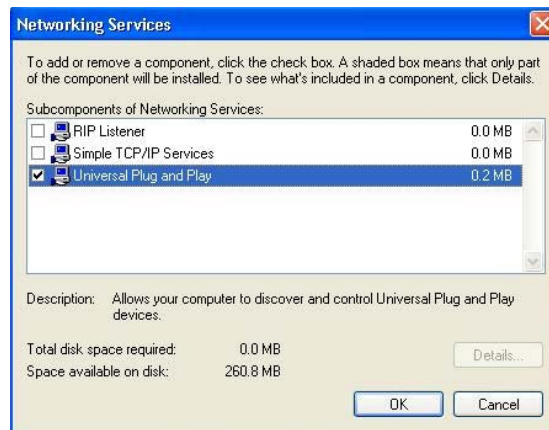 Networking Services
To add or remove a component, click the check box. A shaded box means that only part
of the component will be installed. To see what's included in a component, click Details.
Subcomponents of Networking Services:
RIP Listener 0.0 MB
Simple TCP/IP Services 0.0 MB
Universal Plug and Play 0.2 MB
Description: Allows your computer to discover and control Universal Plug and Play
devices.
Total disk space required: 0.0 MB
Details...
Space available on disk: 260.8 MB
OK Cancel